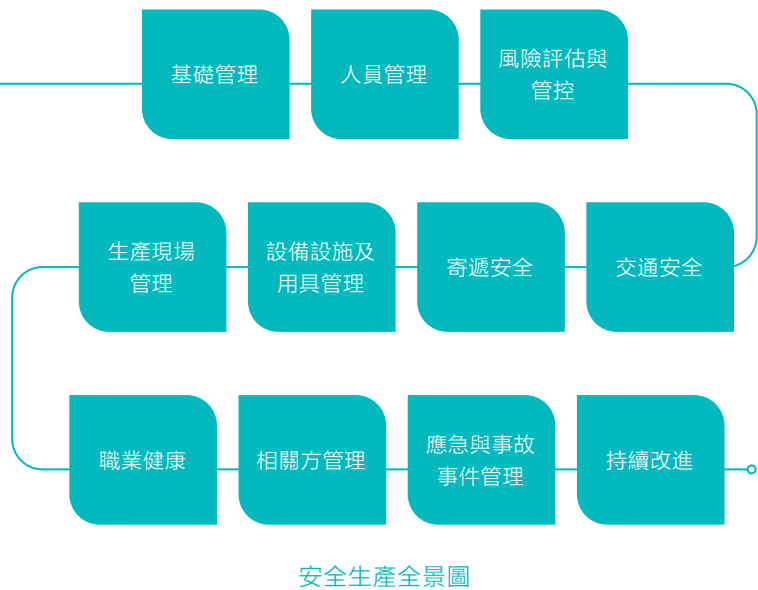 基礎管理
人員管理
風險評估與
管控
生產現場
管理
設備設施及
用具管理
寄遞安全
交通安全
職業健康
相關方管理
應急與事故
事件管理
持續改進
安全生產全景圖